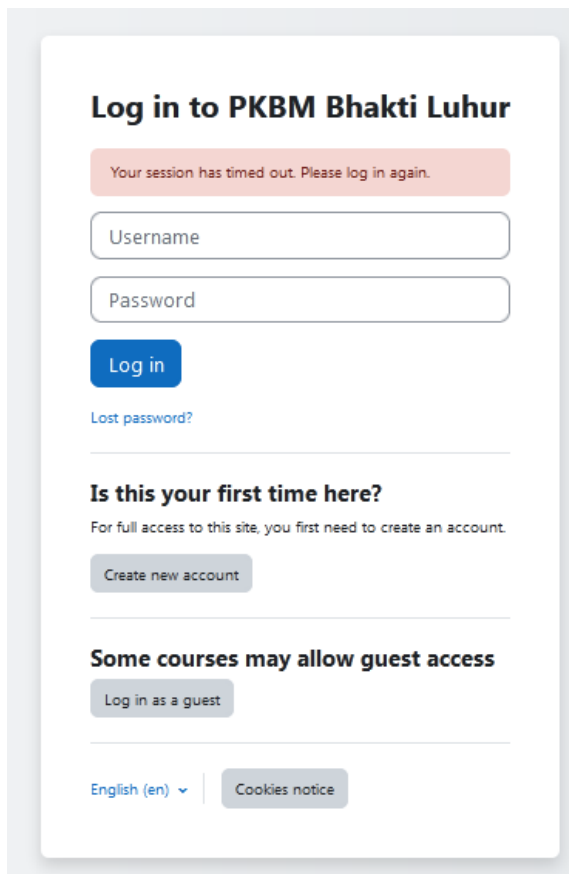 Log in to PKBM Bhakti Luhur
Your session has timed out. Please log in again.
Username
Password
Log in
Lost password?
Is this your first time here?
For full access to this site, you first need to create an account.
Create new account
Some courses may allow guest access
Log in as a guest
English (en)
Cookies notice